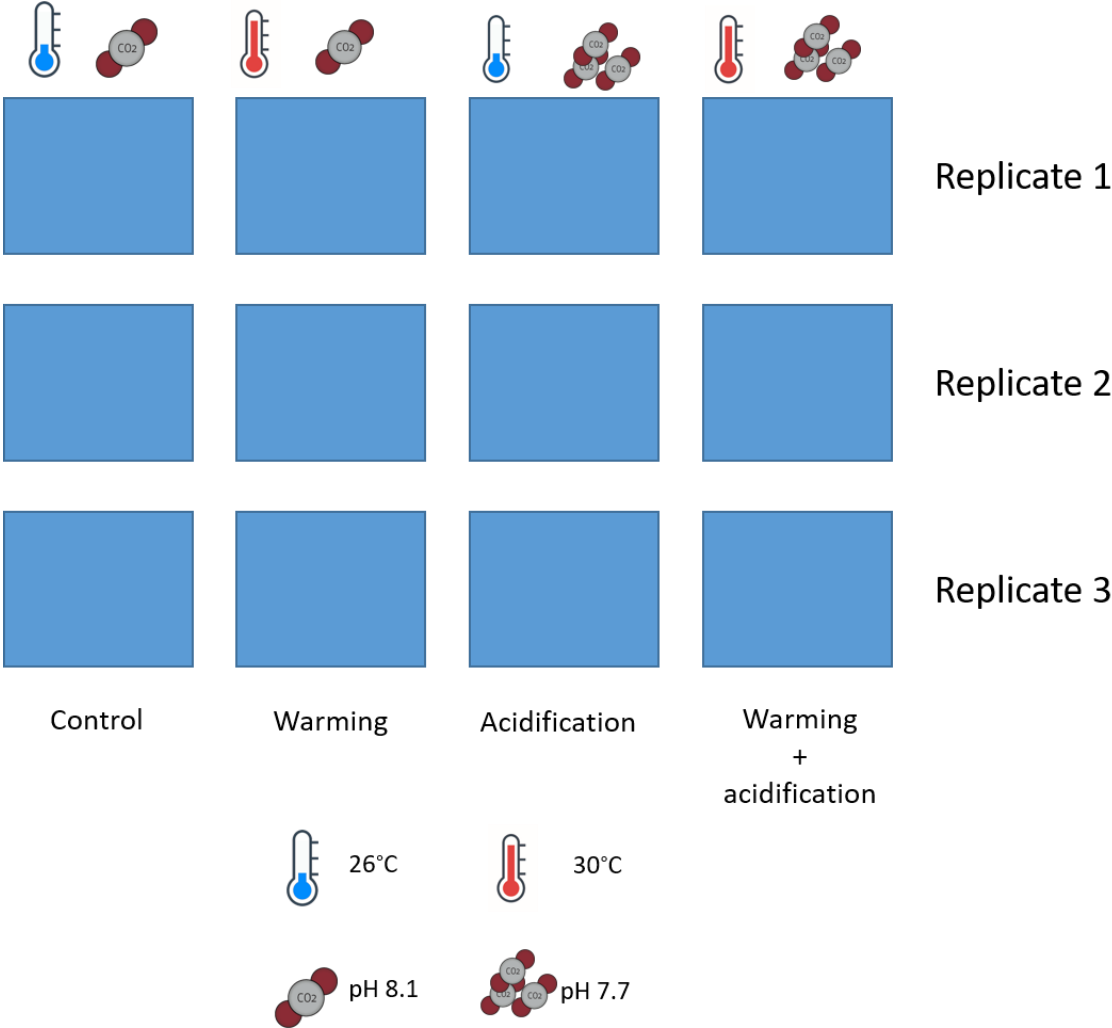 CO2 CO2 CO2 CO2 CO2 CO2 CO2 CO2
Replicate 1
Replicate 2
Replicate 3
Control Warming Acidification Warming
+
acidification
26°C 30°C
CO2 pH 8.1 CO2 CO2 CO2 pH 7.7